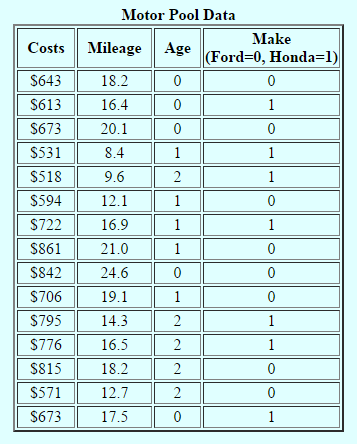 Motor Pool Data
Costs Mileage Age Make
(Ford=0, Honda=1)
$643 18.2 0 0
$613 16.4 0 1
$673 20.1 0 0
$531 8.4 1 1
$518 9.6 2 1
$594 12.1 1 0
$722 16.9 1 1
$861 21.0 1 0
$842 24.6 0 0
$706 19.1 1 0
$795 14.3 2 1
$776 16.5 2 1
$815 18.2 2 0
$571 12.7 2 0
$673 17.5 0 1